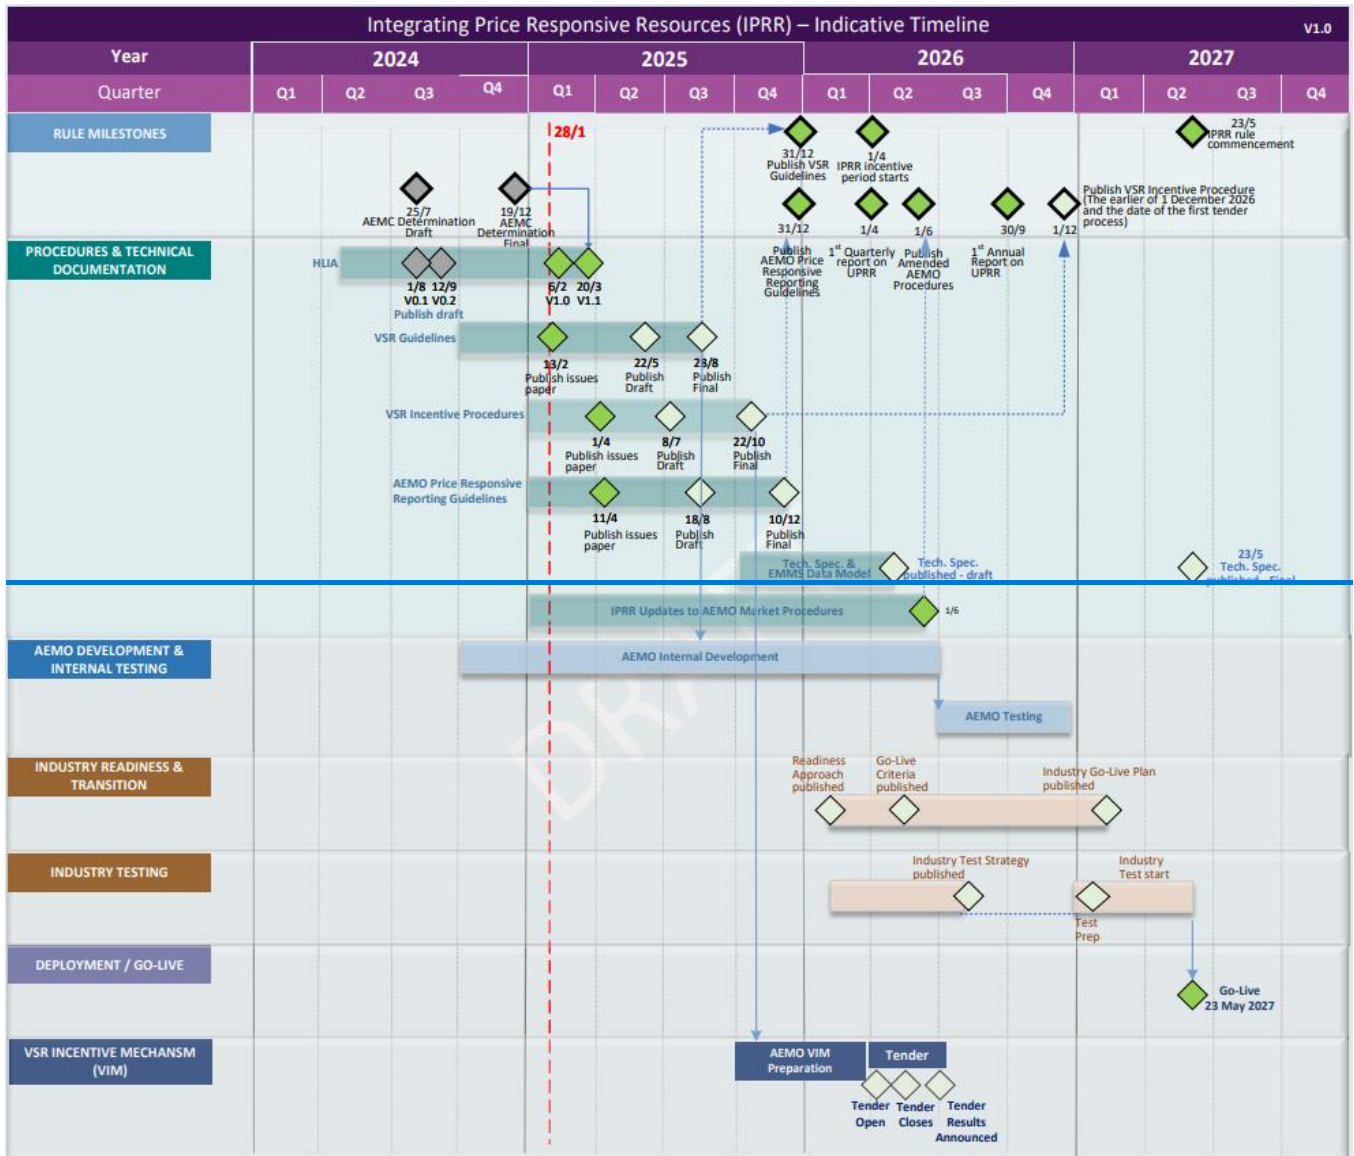 Integrating Price Responsive Resources (IPRR) – Indicative Timeline
V1.0
Year
2024
2025
2026
2027
Quarter
Q1
Q2
Q3
Q4
Q1
Q2
Q3
Q4
Q1
Q2
Q3
Q4
Q1
Q2
Q3
Q4
RULE MILESTONES
28/1
31/12
Publish VSR
Guidelines
1/4
IPRR incentive
period starts
23/5
IPRR rule
commencement
25/7
AEMC Determination
Draft
19/12
AEMC
Determination
Final
31/12
Publish
AEMO Price
Responsive
Reporting
Guidelines
1/4
1st Quarterly
report on
UPRR
1/6
Publish
Amended
AEMO
Procedures
30/9
1st Annual
Report on
UPRR
1/12
Publish VSR Incentive Procedure
(The earlier of 1 December 2026
and the date of the first tender
process)
PROCEDURES & TECHNICAL
DOCUMENTATION
HLIA
1/8
V0.1
12/9
V0.2
Publish draft
6/2
V1.0
20/3
V1.1
VSR Guidelines
13/2
Publish issues
paper
22/5
Publish
Draft
28/8
Publish
Final
VSR Incentive Procedures
1/4
Publish issues
paper
8/7
Publish
Draft
22/10
Publish
Final
AEMO Price Responsive
Reporting Guidelines
11/4
Publish issues
paper
18/8
Publish
Draft
10/12
Publish
Final
Tech. Spec. &
EMMS Data Model
Tech. Spec.
published - draft
23/5
Tech. Spec.
published - Final
IPRR Updates to AEMO Market Procedures
1/6
AEMO DEVELOPMENT &
INTERNAL TESTING
AEMO Internal Development
AEMO Testing
DRAFT
INDUSTRY READINESS &
TRANSITION
Readiness
Approach
published
Go-Live
Criteria
published
Industry Go-Live Plan
published
INDUSTRY TESTING
Industry Test Strategy
published
Industry
Test start
Test
Prep
DEPLOYMENT / GO-LIVE
Go-Live
23 May 2027
VSR INCENTIVE MECHANSM
(VIM)
AEMO VIM
Preparation
Tender
Tender
Open
Tender
Closes
Tender
Results
Announced